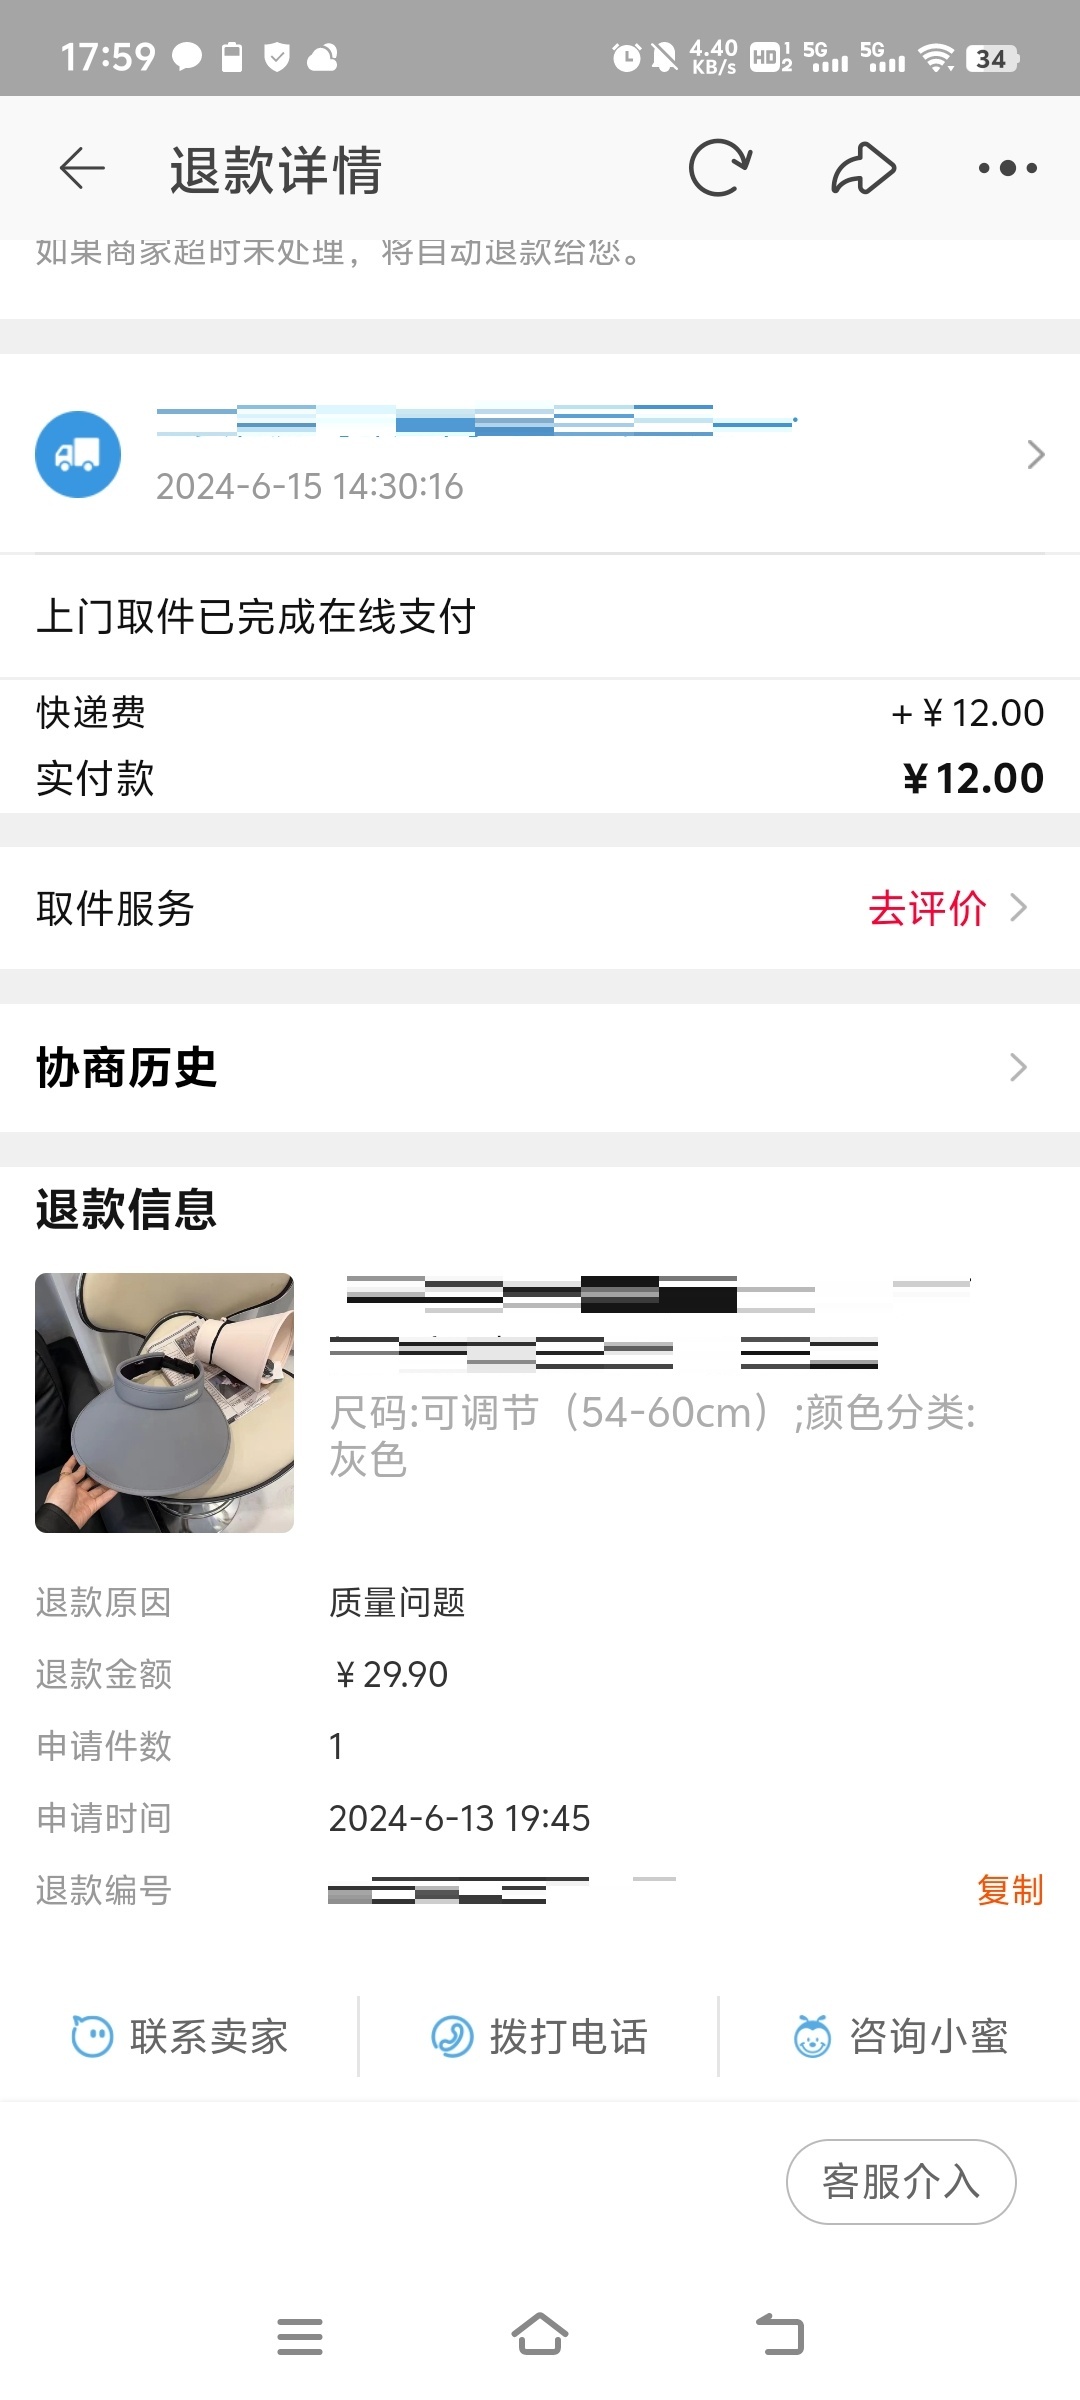 17:59
4.40
KB/s
HD 1 2
5G
5G
34
退款详情
如果商家超时未处理，将自动退款给您。
2024-6-15 14:30:16
上门取件已完成在线支付
快递费 +¥12.00
实付款 ¥12.00
取件服务 去评价
协商历史
退款信息
尺码:可调节（54-60cm）;颜色分类:
灰色
退款原因 质量问题
退款金额 ¥29.90
申请件数 1
申请时间 2024-6-13 19:45
退款编号 复制
联系卖家 拨打电话 咨询小蜜
客服介入